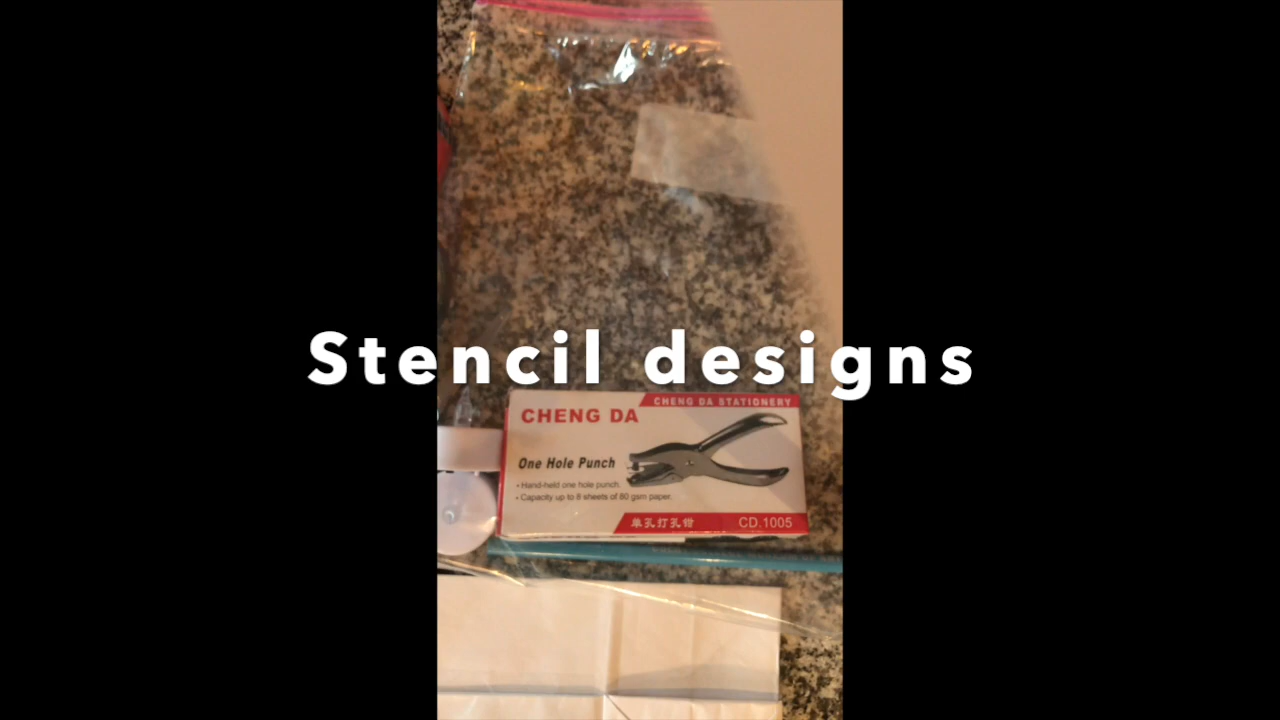 Stencil designs
CHENG DA STATIONERY
CHENG DA
One Hole Punch
• Hand-held one hole punch.
• Capacity up to 8 sheets of 80 gsm paper.
单孔打孔钳 CD.1005